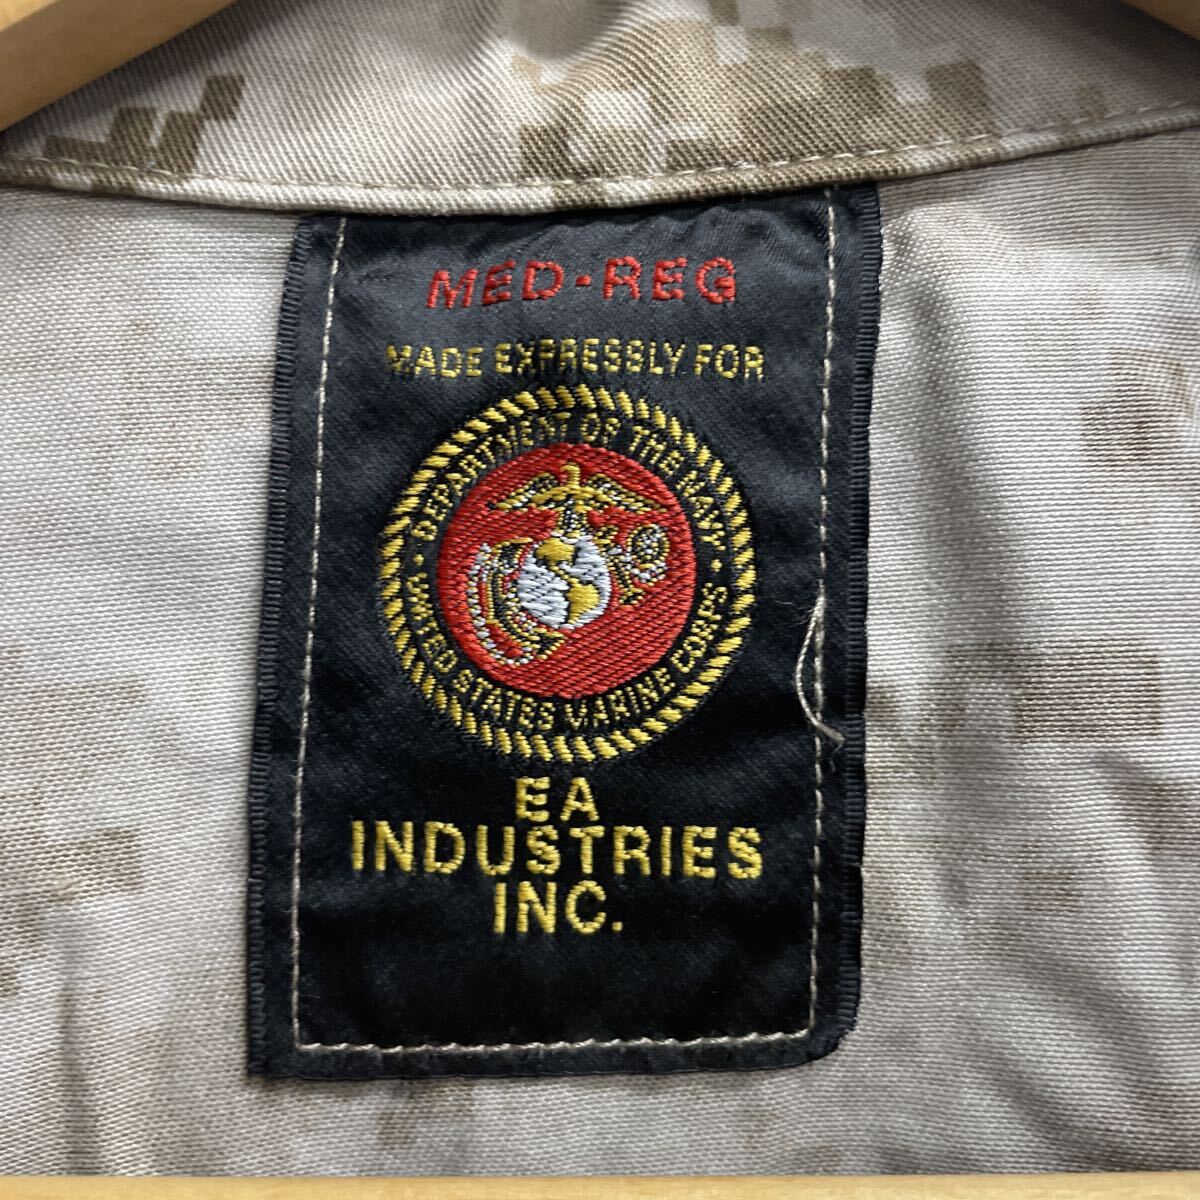 MED-REG
MADE EXPRESSLY FOR
DEPARTMENT OF THE NAVY
UNITED STATES MARINE CORPS
EA
INDUSTRIES
INC.